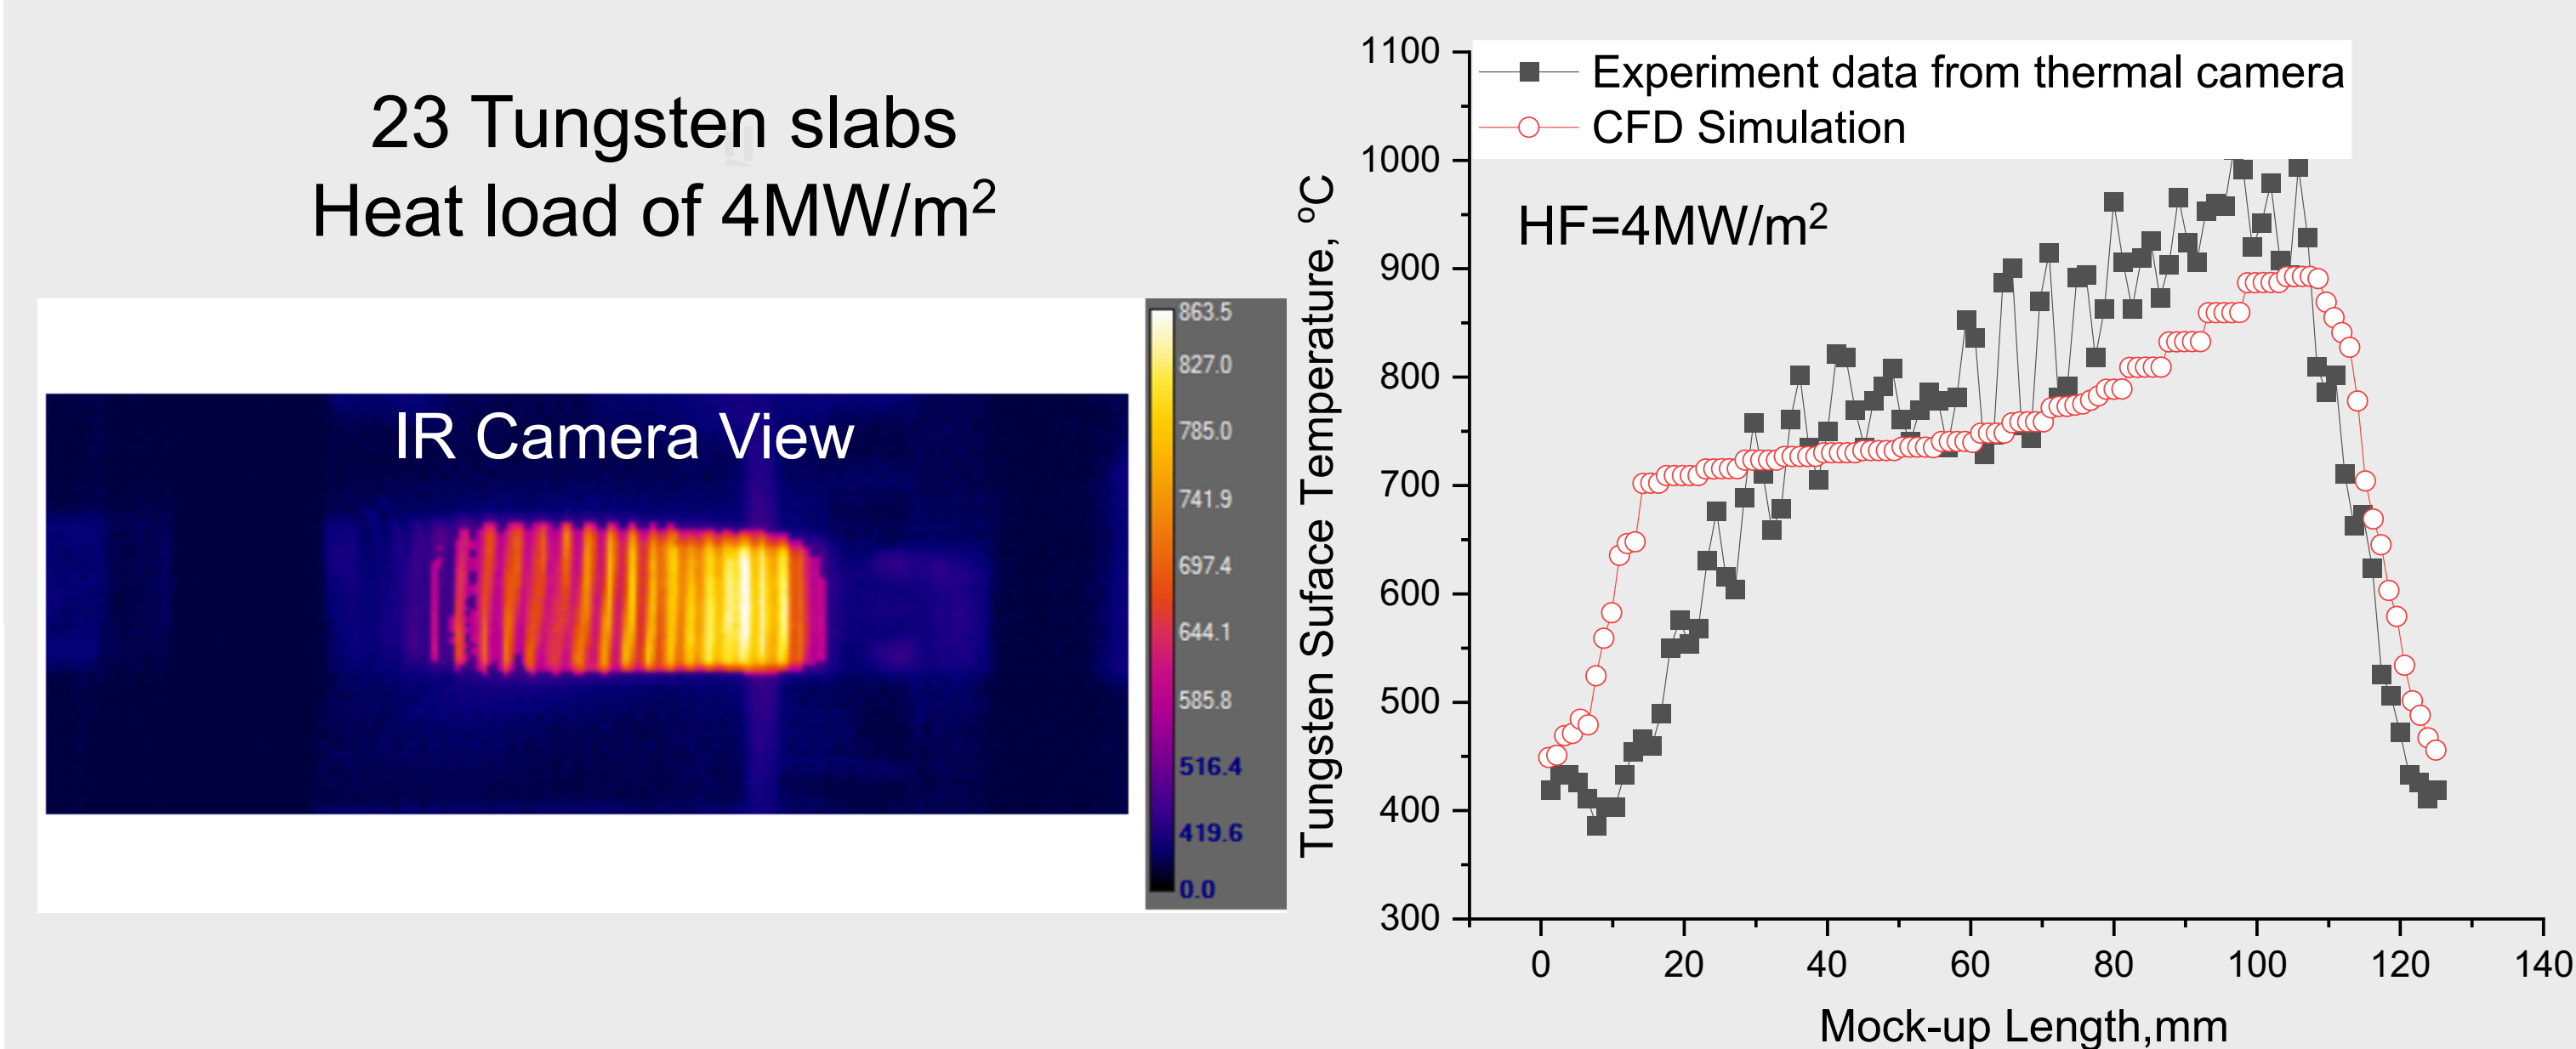 23 Tungsten slabs
Heat load of 4MW/m²
IR Camera View
863.5
827.0
785.0
741.9
697.4
644.1
585.8
516.4
419.6
0.0
Tungsten Suface Temperature, ºC
1100
1000
900
800
700
600
500
400
300
Experiment data from thermal camera
CFD Simulation
HF=4MW/m²
0 20 40 60 80 100 120 140
Mock-up Length,mm